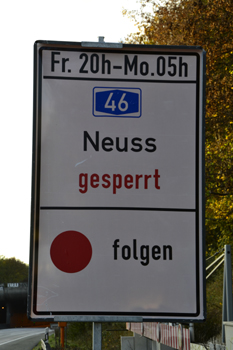 Fr. 20h-Mo.05h
46
Neuss
gesperrt
folgen